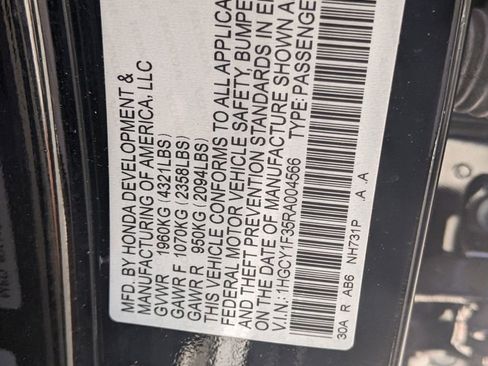 MFD. BY HONDA DEVELOPMENT &
MANUFACTURING OF AMERICA, LLC
GVWR 1960KG (4321LBS)
GAWR F 1070KG (2358LBS)
GAWR R 950KG (2094LBS)
THIS VEHICLE CONFORMS TO ALL APPLICA
FEDERAL MOTOR VEHICLE SAFETY BUMPE
AND THEFT PREVENTION STANDARDS IN E
ON THE DATE OF MANUFACTURE SHOWN A
V.I.N.: 1HGCY1F35RA004566 TYPE: PASSENGE
30A R AB6 NH731P .A .A